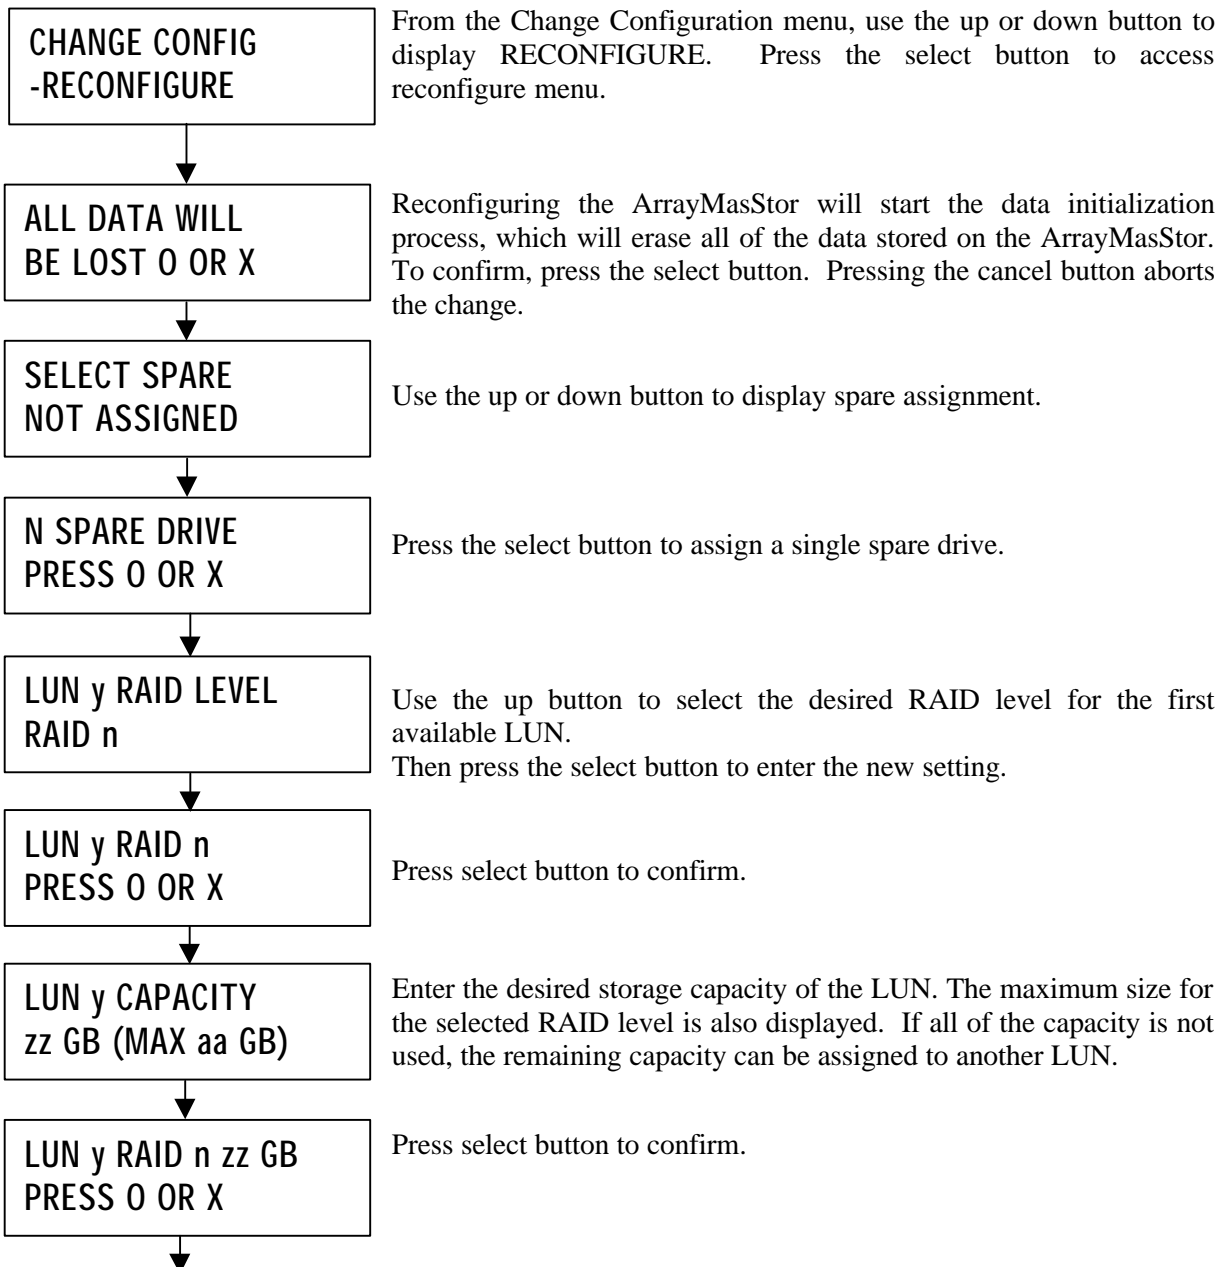 CHANGE CONFIG
-RECONFIGURE
From the Change Configuration menu, use the up or down button to
display RECONFIGURE. Press the select button to access
reconfigure menu.
ALL DATA WILL
BE LOST O OR X
Reconfiguring the ArrayMasStor will start the data initialization
process, which will erase all of the data stored on the ArrayMasStor.
To confirm, press the select button. Pressing the cancel button aborts
the change.
SELECT SPARE
NOT ASSIGNED
Use the up or down button to display spare assignment.
N SPARE DRIVE
PRESS O OR X
Press the select button to assign a single spare drive.
LUN y RAID LEVEL
RAID n
Use the up button to select the desired RAID level for the first
available LUN.
Then press the select button to enter the new setting.
LUN y RAID n
PRESS O OR X
Press select button to confirm.
LUN y CAPACITY
zz GB (MAX aa GB)
Enter the desired storage capacity of the LUN. The maximum size for
the selected RAID level is also displayed. If all of the capacity is not
used, the remaining capacity can be assigned to another LUN.
LUN y RAID n zz GB
PRESS O OR X
Press select button to confirm.